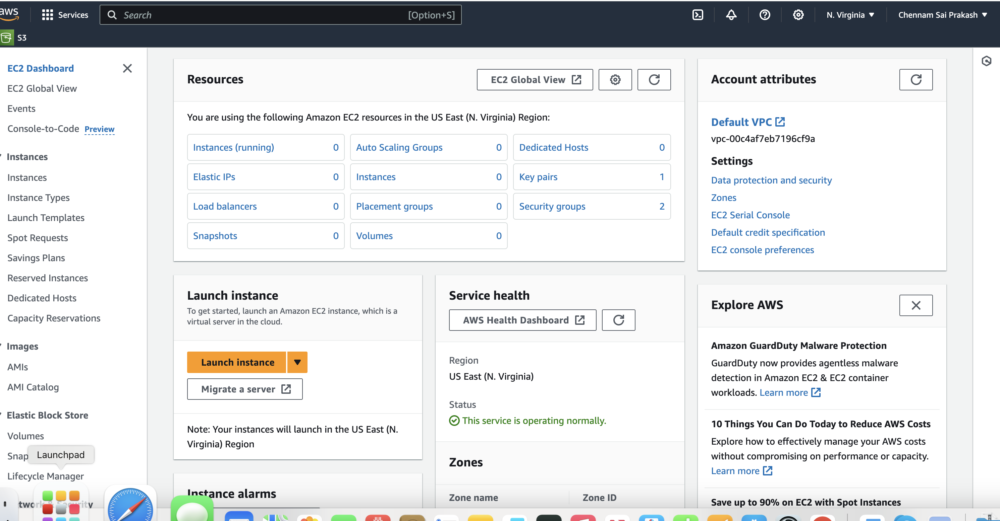 aws
Services
Search
[Option+S]
N. Virginia
Chennam Sai Prakash
S3
EC2 Dashboard
EC2 Global View
Events
Console-to-Code Preview
Instances
Instances
Instance Types
Launch Templates
Spot Requests
Savings Plans
Reserved Instances
Dedicated Hosts
Capacity Reservations
Images
AMIs
AMI Catalog
Elastic Block Store
Volumes
Snap
Launchpad
Lifecycle Manager
twork & Security
Resources
EC2 Global View
You are using the following Amazon EC2 resources in the US East (N. Virginia) Region:
Instances (running) 0
Auto Scaling Groups 0
Dedicated Hosts 0
Elastic IPs 0
Instances 0
Key pairs 1
Load balancers 0
Placement groups 0
Security groups 2
Snapshots 0
Volumes 0
Launch instance
To get started, launch an Amazon EC2 instance, which is a
virtual server in the cloud.
Launch instance
Migrate a server
Note: Your instances will launch in the US East (N.
Virginia) Region
Instance alarms
Service health
AWS Health Dashboard
Region
US East (N. Virginia)
Status
This service is operating normally.
Zones
Zone name
Zone ID
Account attributes
Default VPC
vpc-00c4af7eb7196cf9a
Settings
Data protection and security
Zones
EC2 Serial Console
Default credit specification
EC2 console preferences
Explore AWS
Amazon GuardDuty Malware Protection
GuardDuty now provides agentless malware
detection in Amazon EC2 & EC2 container
workloads. Learn more
10 Things You Can Do Today to Reduce AWS Costs
Explore how to effectively manage your AWS costs
without compromising on performance or capacity.
Learn more
Save up to 90% on EC2 with Spot Instances
JUL